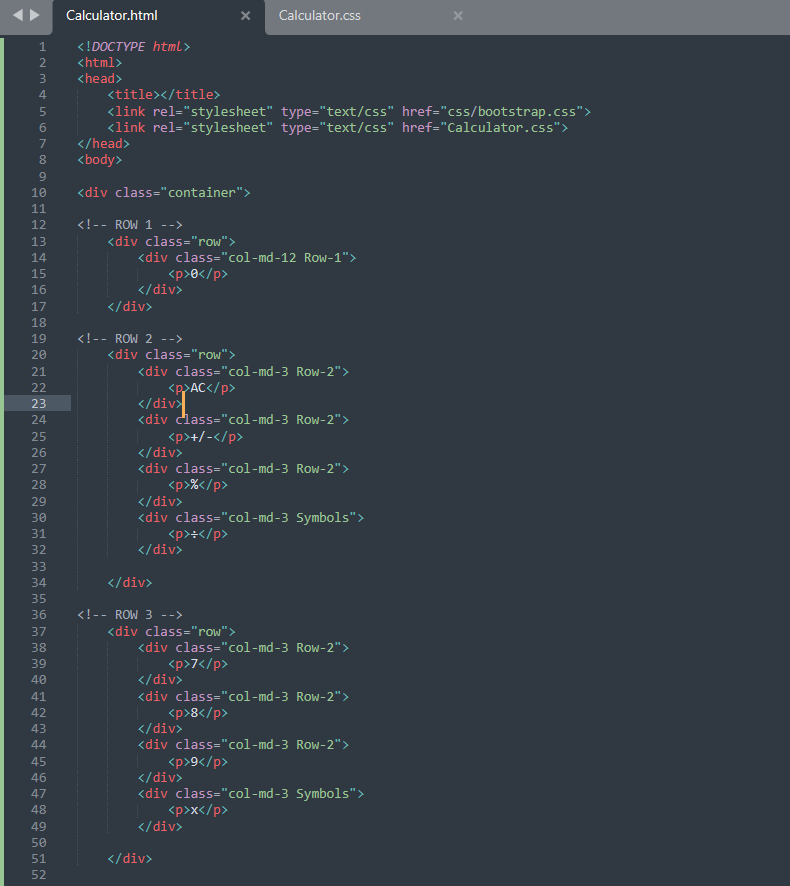 Calculator.html × Calculator.css ×
1 <!DOCTYPE html>
2 <html>
3 <head>
4     <title></title>
5     <link rel="stylesheet" type="text/css" href="css/bootstrap.css">
6     <link rel="stylesheet" type="text/css" href="Calculator.css">
7 </head>
8 <body>
9
10 <div class="container">
11
12 <!-- ROW 1 -->
13     <div class="row">
14         <div class="col-md-12 Row-1">
15             <p>0</p>
16         </div>
17     </div>
18
19 <!-- ROW 2 -->
20     <div class="row">
21         <div class="col-md-3 Row-2">
22             <p>AC</p>
23         </div>
24         <div class="col-md-3 Row-2">
25             <p>+/-</p>
26         </div>
27         <div class="col-md-3 Row-2">
28             <p>%</p>
29         </div>
30         <div class="col-md-3 Symbols">
31             <p>÷</p>
32         </div>
33
34     </div>
35
36 <!-- ROW 3 -->
37     <div class="row">
38         <div class="col-md-3 Row-2">
39             <p>7</p>
40         </div>
41         <div class="col-md-3 Row-2">
42             <p>8</p>
43         </div>
44         <div class="col-md-3 Row-2">
45             <p>9</p>
46         </div>
47         <div class="col-md-3 Symbols">
48             <p>x</p>
49         </div>
50
51     </div>
52